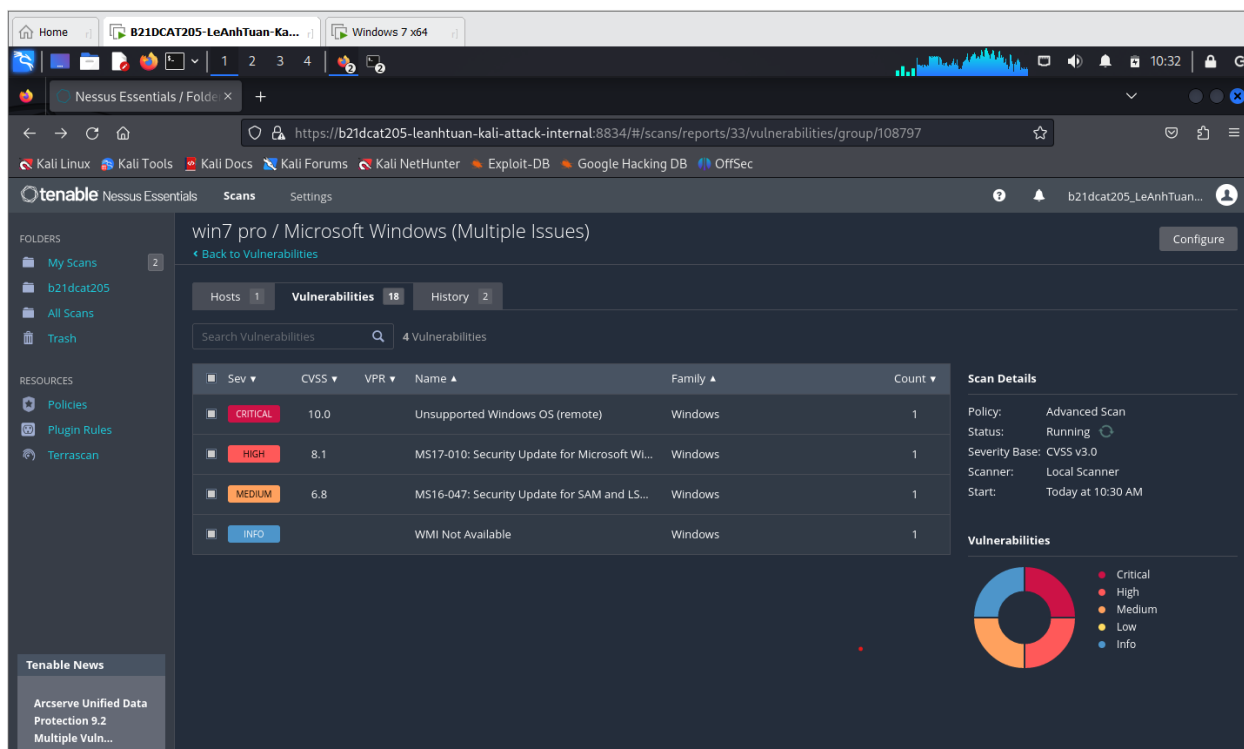 Home B21DCAT205-LeAnhTuan-Ka... Windows 7 x64
1 2 3 4 2 2 10:32
Nessus Essentials / Folde
https://b21dcat205-leanhtuan-kali-attack-internal:8834/#/scans/reports/33/vulnerabilities/group/108797
Kali Linux Kali Tools Kali Docs Kali Forums Kali NetHunter Exploit-DB Google Hacking DB OffSec
tenable Nessus Essentials Scans Settings b21dcat205_LeAnhTuan...
FOLDERS
My Scans 2
b21dcat205
All Scans
Trash
RESOURCES
Policies
Plugin Rules
Terrascan
Tenable News
Arcserve Unified Data
Protection 9.2
Multiple Vuln...
win7 pro / Microsoft Windows (Multiple Issues)
Back to Vulnerabilities
Configure
Hosts 1 Vulnerabilities 18 History 2
Search Vulnerabilities 4 Vulnerabilities
Sev CVSS VPR Name Family Count
CRITICAL 10.0 Unsupported Windows OS (remote) Windows 1
HIGH 8.1 MS17-010: Security Update for Microsoft Wi... Windows 1
MEDIUM 6.8 MS16-047: Security Update for SAM and LS... Windows 1
INFO WMI Not Available Windows 1
Scan Details
Policy: Advanced Scan
Status: Running
Severity Base: CVSS v3.0
Scanner: Local Scanner
Start: Today at 10:30 AM
Vulnerabilities
Critical
High
Medium
Low
Info